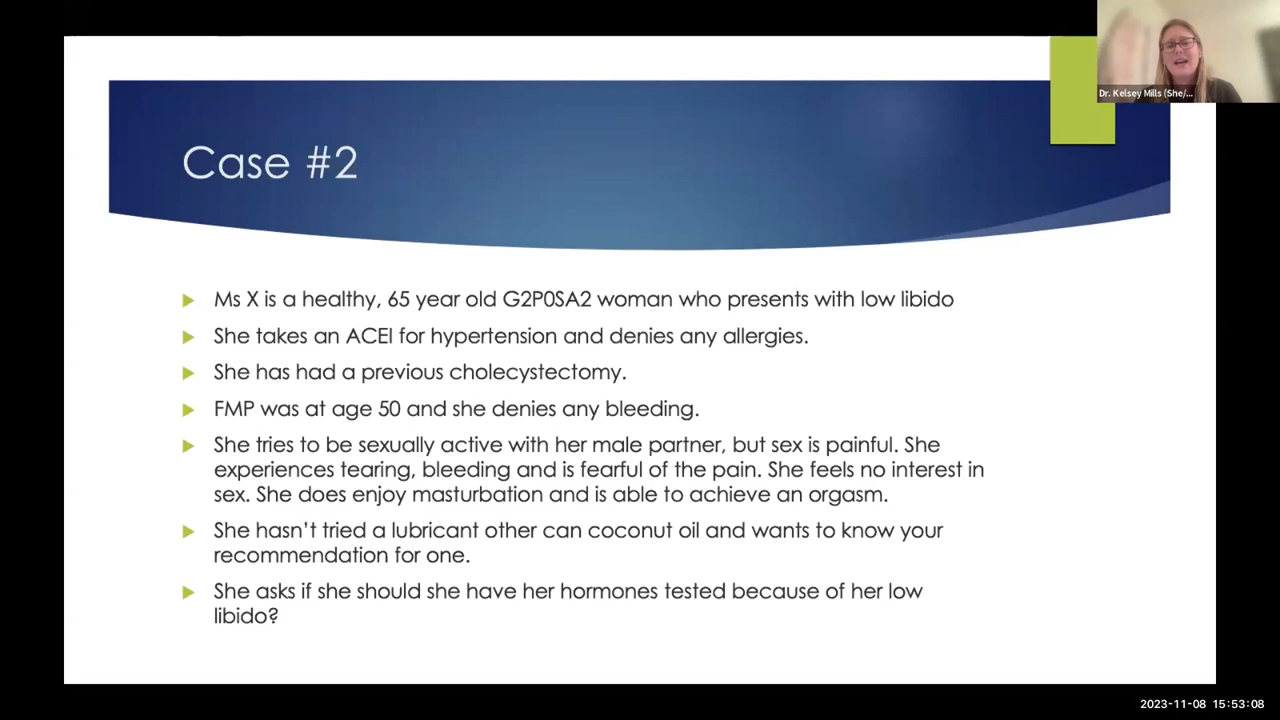 Dr. Kelsey Mills (She/...
Case #2
Ms X is a healthy, 65 year old G2P0SA2 woman who presents with low libido
She takes an ACEI for hypertension and denies any allergies.
She has had a previous cholecystectomy.
FMP was at age 50 and she denies any bleeding.
She tries to be sexually active with her male partner, but sex is painful. She
experiences tearing, bleeding and is fearful of the pain. She feels no interest in
sex. She does enjoy masturbation and is able to achieve an orgasm.
She hasn't tried a lubricant other can coconut oil and wants to know your
recommendation for one.
She asks if she should she have her hormones tested because of her low
libido?
2023-11-08 15:53:08